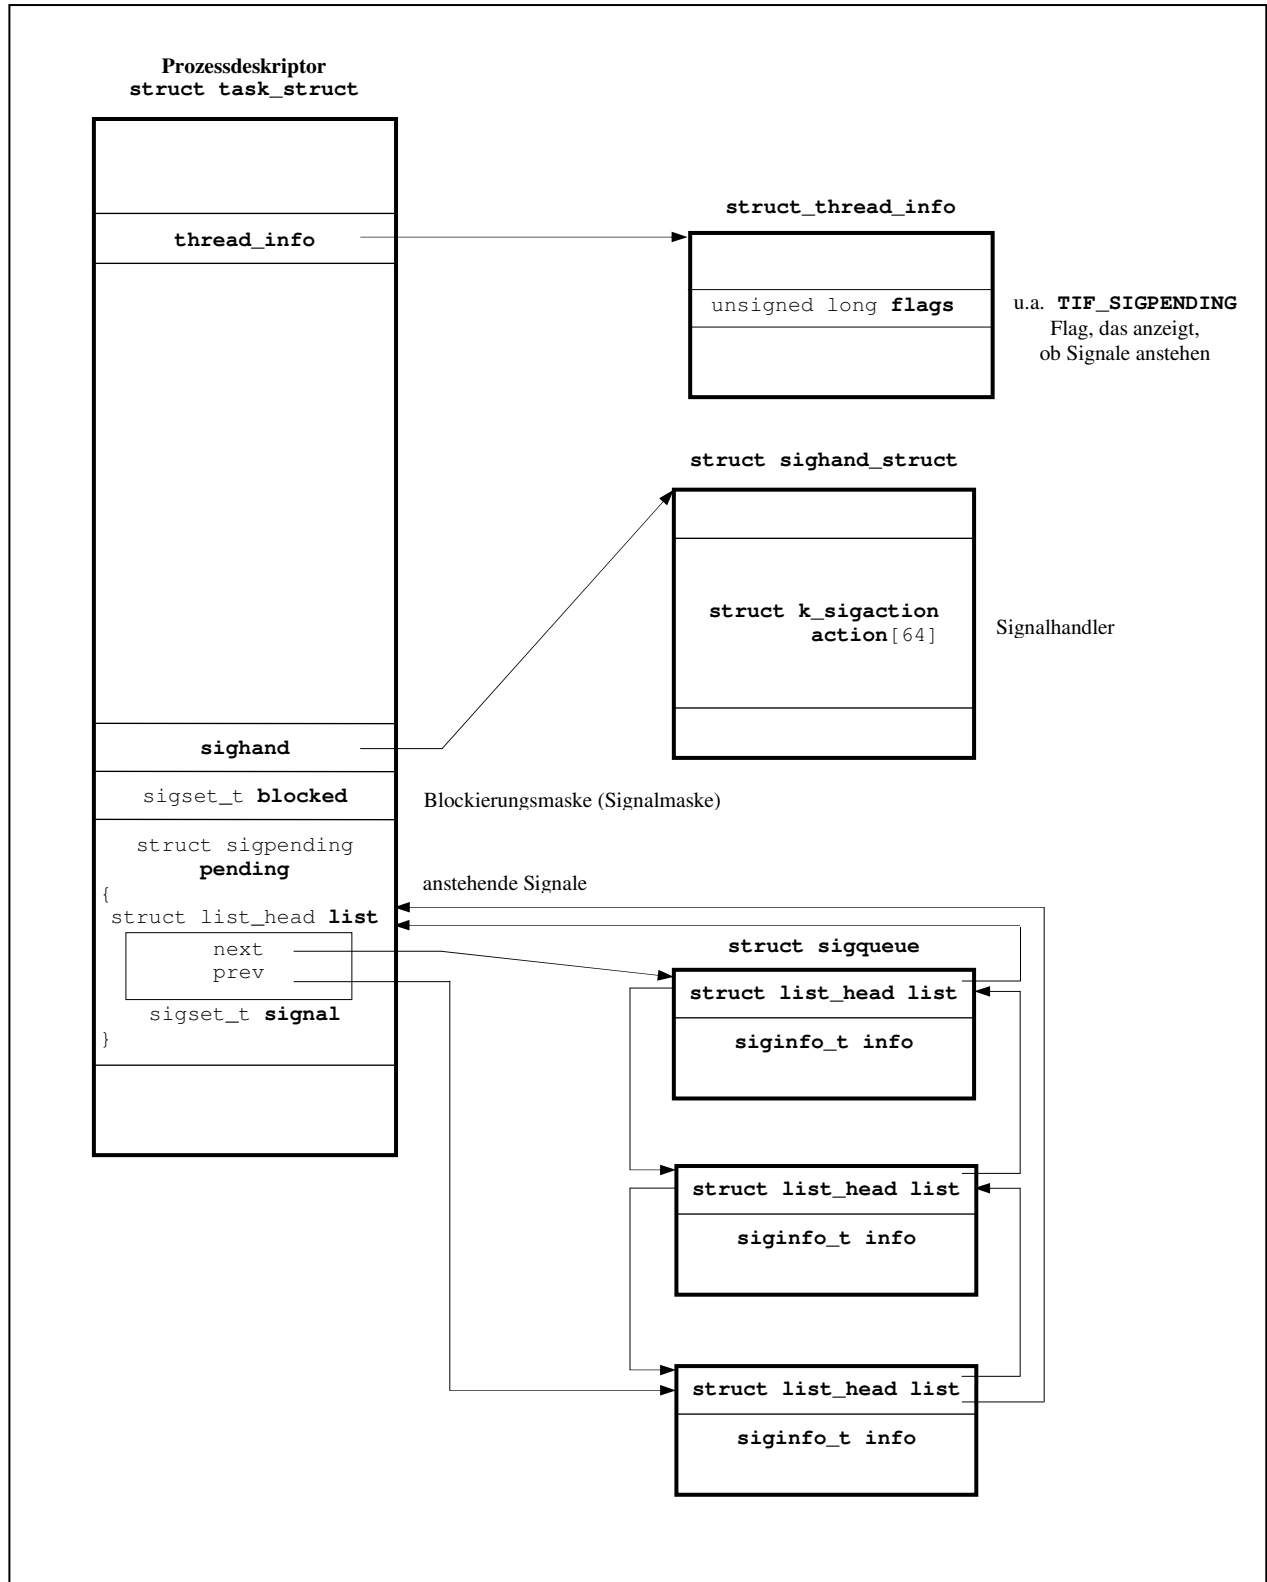 Prozessdeskriptor
struct task_struct
thread_info
struct_thread_info
unsigned long flags
u.a. TIF_SIGPENDING
Flag, das anzeigt,
ob Signale anstehen
struct sighand_struct
struct k_sigaction
action[64]
Signalhandler
sighand
sigset_t blocked
Blockierungsmaske (Signalmaske)
struct sigpending
pending
{
struct list_head list
next
prev
sigset_t signal
}
anstehende Signale
struct sigqueue
struct list_head list
siginfo_t info
struct list_head list
siginfo_t info
struct list_head list
siginfo_t info